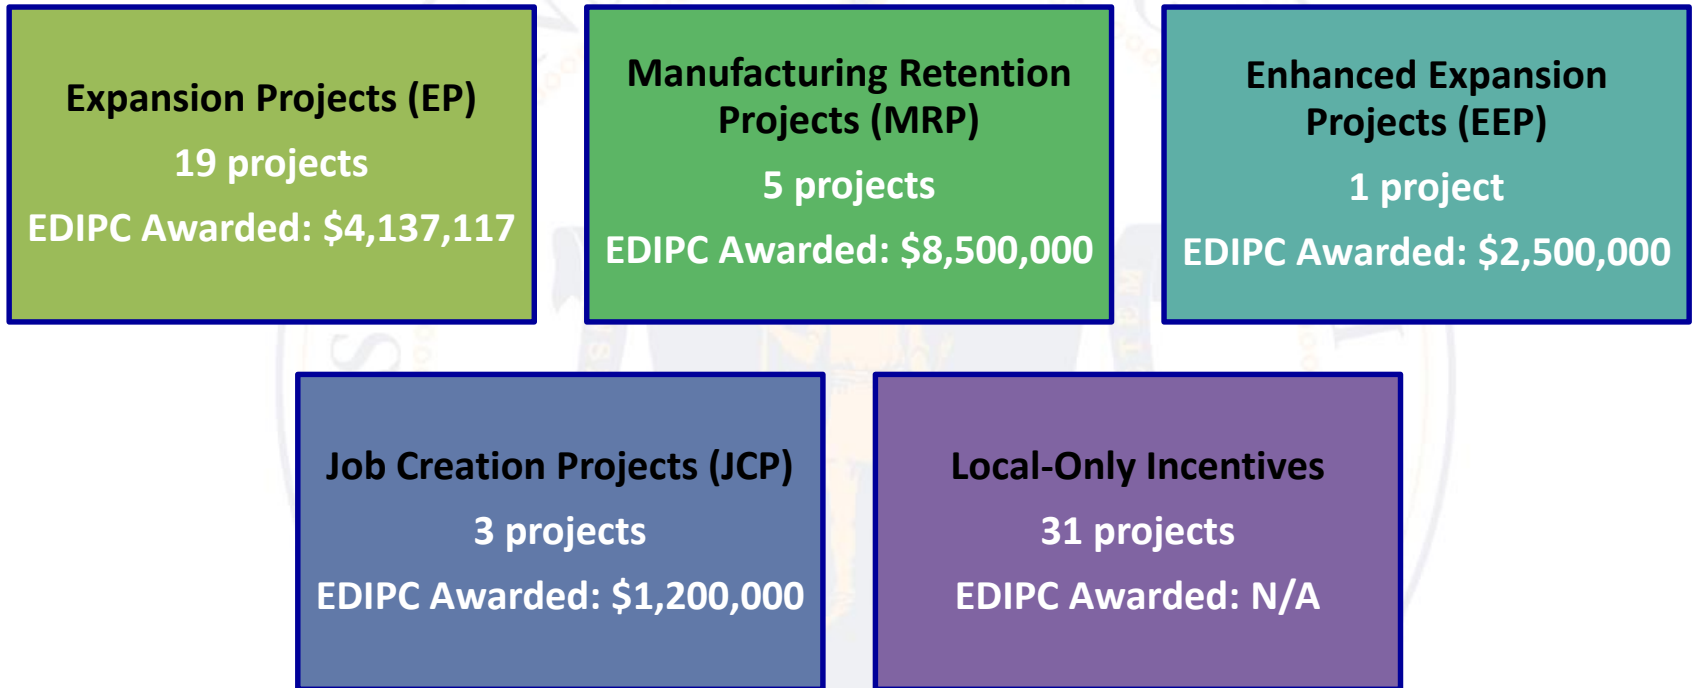 Expansion Projects (EP)
19 projects
EDIPC Awarded: $4,137,117
Manufacturing Retention
Projects (MRP)
5 projects
EDIPC Awarded: $8,500,000
Enhanced Expansion
Projects (EEP)
1 project
EDIPC Awarded: $2,500,000
Job Creation Projects (JCP)
3 projects
EDIPC Awarded: $1,200,000
Local-Only Incentives
31 projects
EDIPC Awarded: N/A